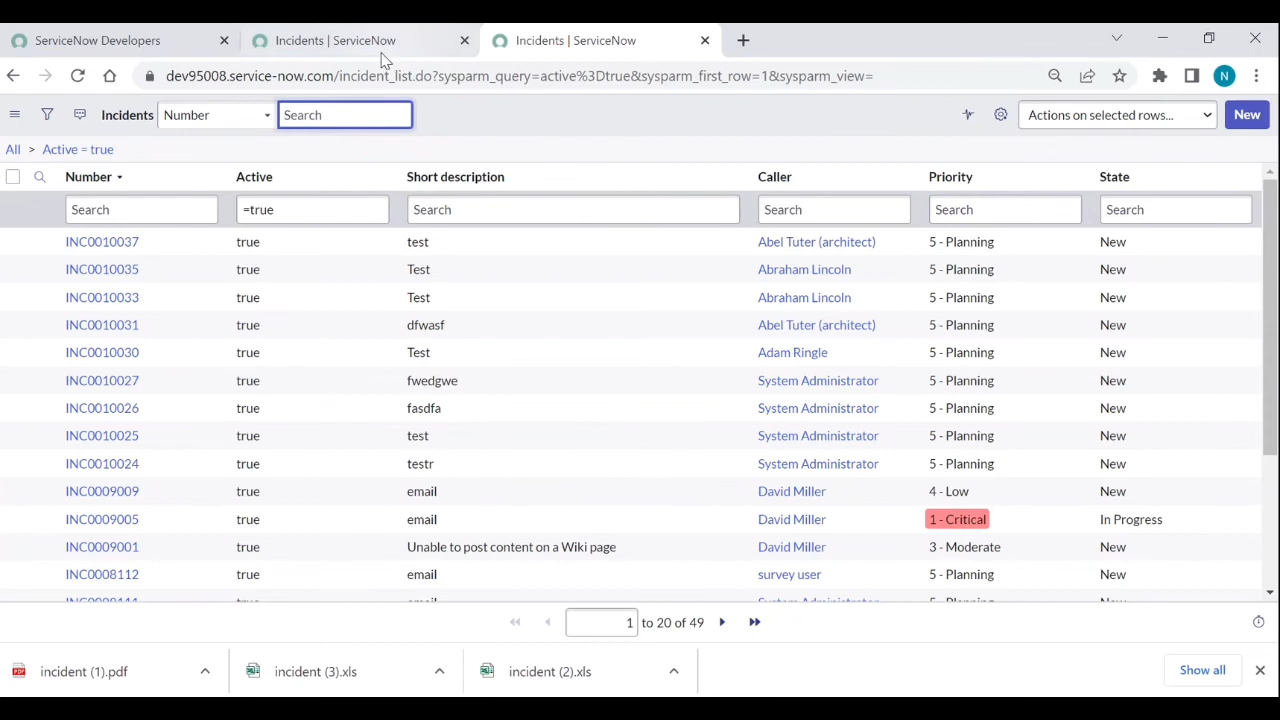 ServiceNow Developers Incidents | ServiceNow Incidents | ServiceNow
dev95008.service-now.com/incident_list.do?sysparm_query=active%3Dtrue&sysparm_first_row=1&sysparm_view= N
Incidents Number Search Actions on selected rows... New
All > Active = true
Number Active Short description Caller Priority State
Search =true Search Search Search Search
INC0010037 true test Abel Tuter (architect) 5 - Planning New
INC0010035 true Test Abraham Lincoln 5 - Planning New
INC0010033 true Test Abraham Lincoln 5 - Planning New
INC0010031 true dfwasf Abel Tuter (architect) 5 - Planning New
INC0010030 true Test Adam Ringle 5 - Planning New
INC0010027 true fwedgwe System Administrator 5 - Planning New
INC0010026 true fasdfa System Administrator 5 - Planning New
INC0010025 true test System Administrator 5 - Planning New
INC0010024 true testr System Administrator 5 - Planning New
INC0009009 true email David Miller 4 - Low New
INC0009005 true email David Miller 1 - Critical In Progress
INC0009001 true Unable to post content on a Wiki page David Miller 3 - Moderate New
INC0008112 true email survey user 5 - Planning New
INC0008111 true email System Administrator 5 - Planning New
1 to 20 of 49
incident (1).pdf incident (3).xls incident (2).xls Show all